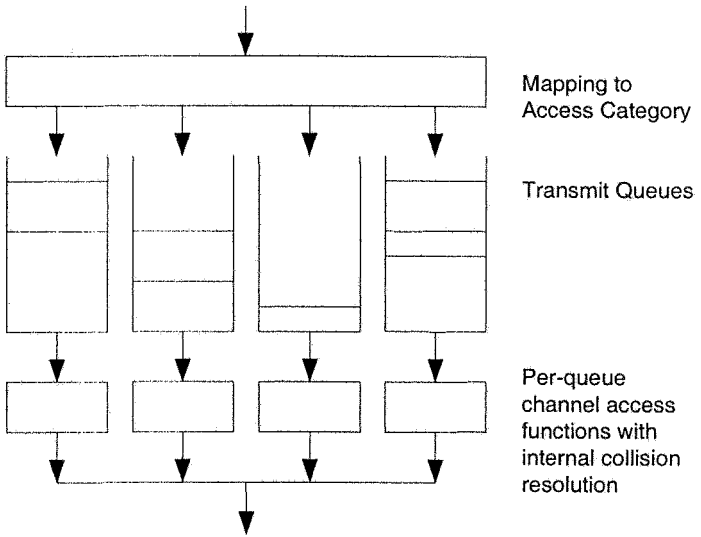 Mapping to
Access Category
Transmit Queues
Per-queue
channel access
functions with
internal collision
resolution